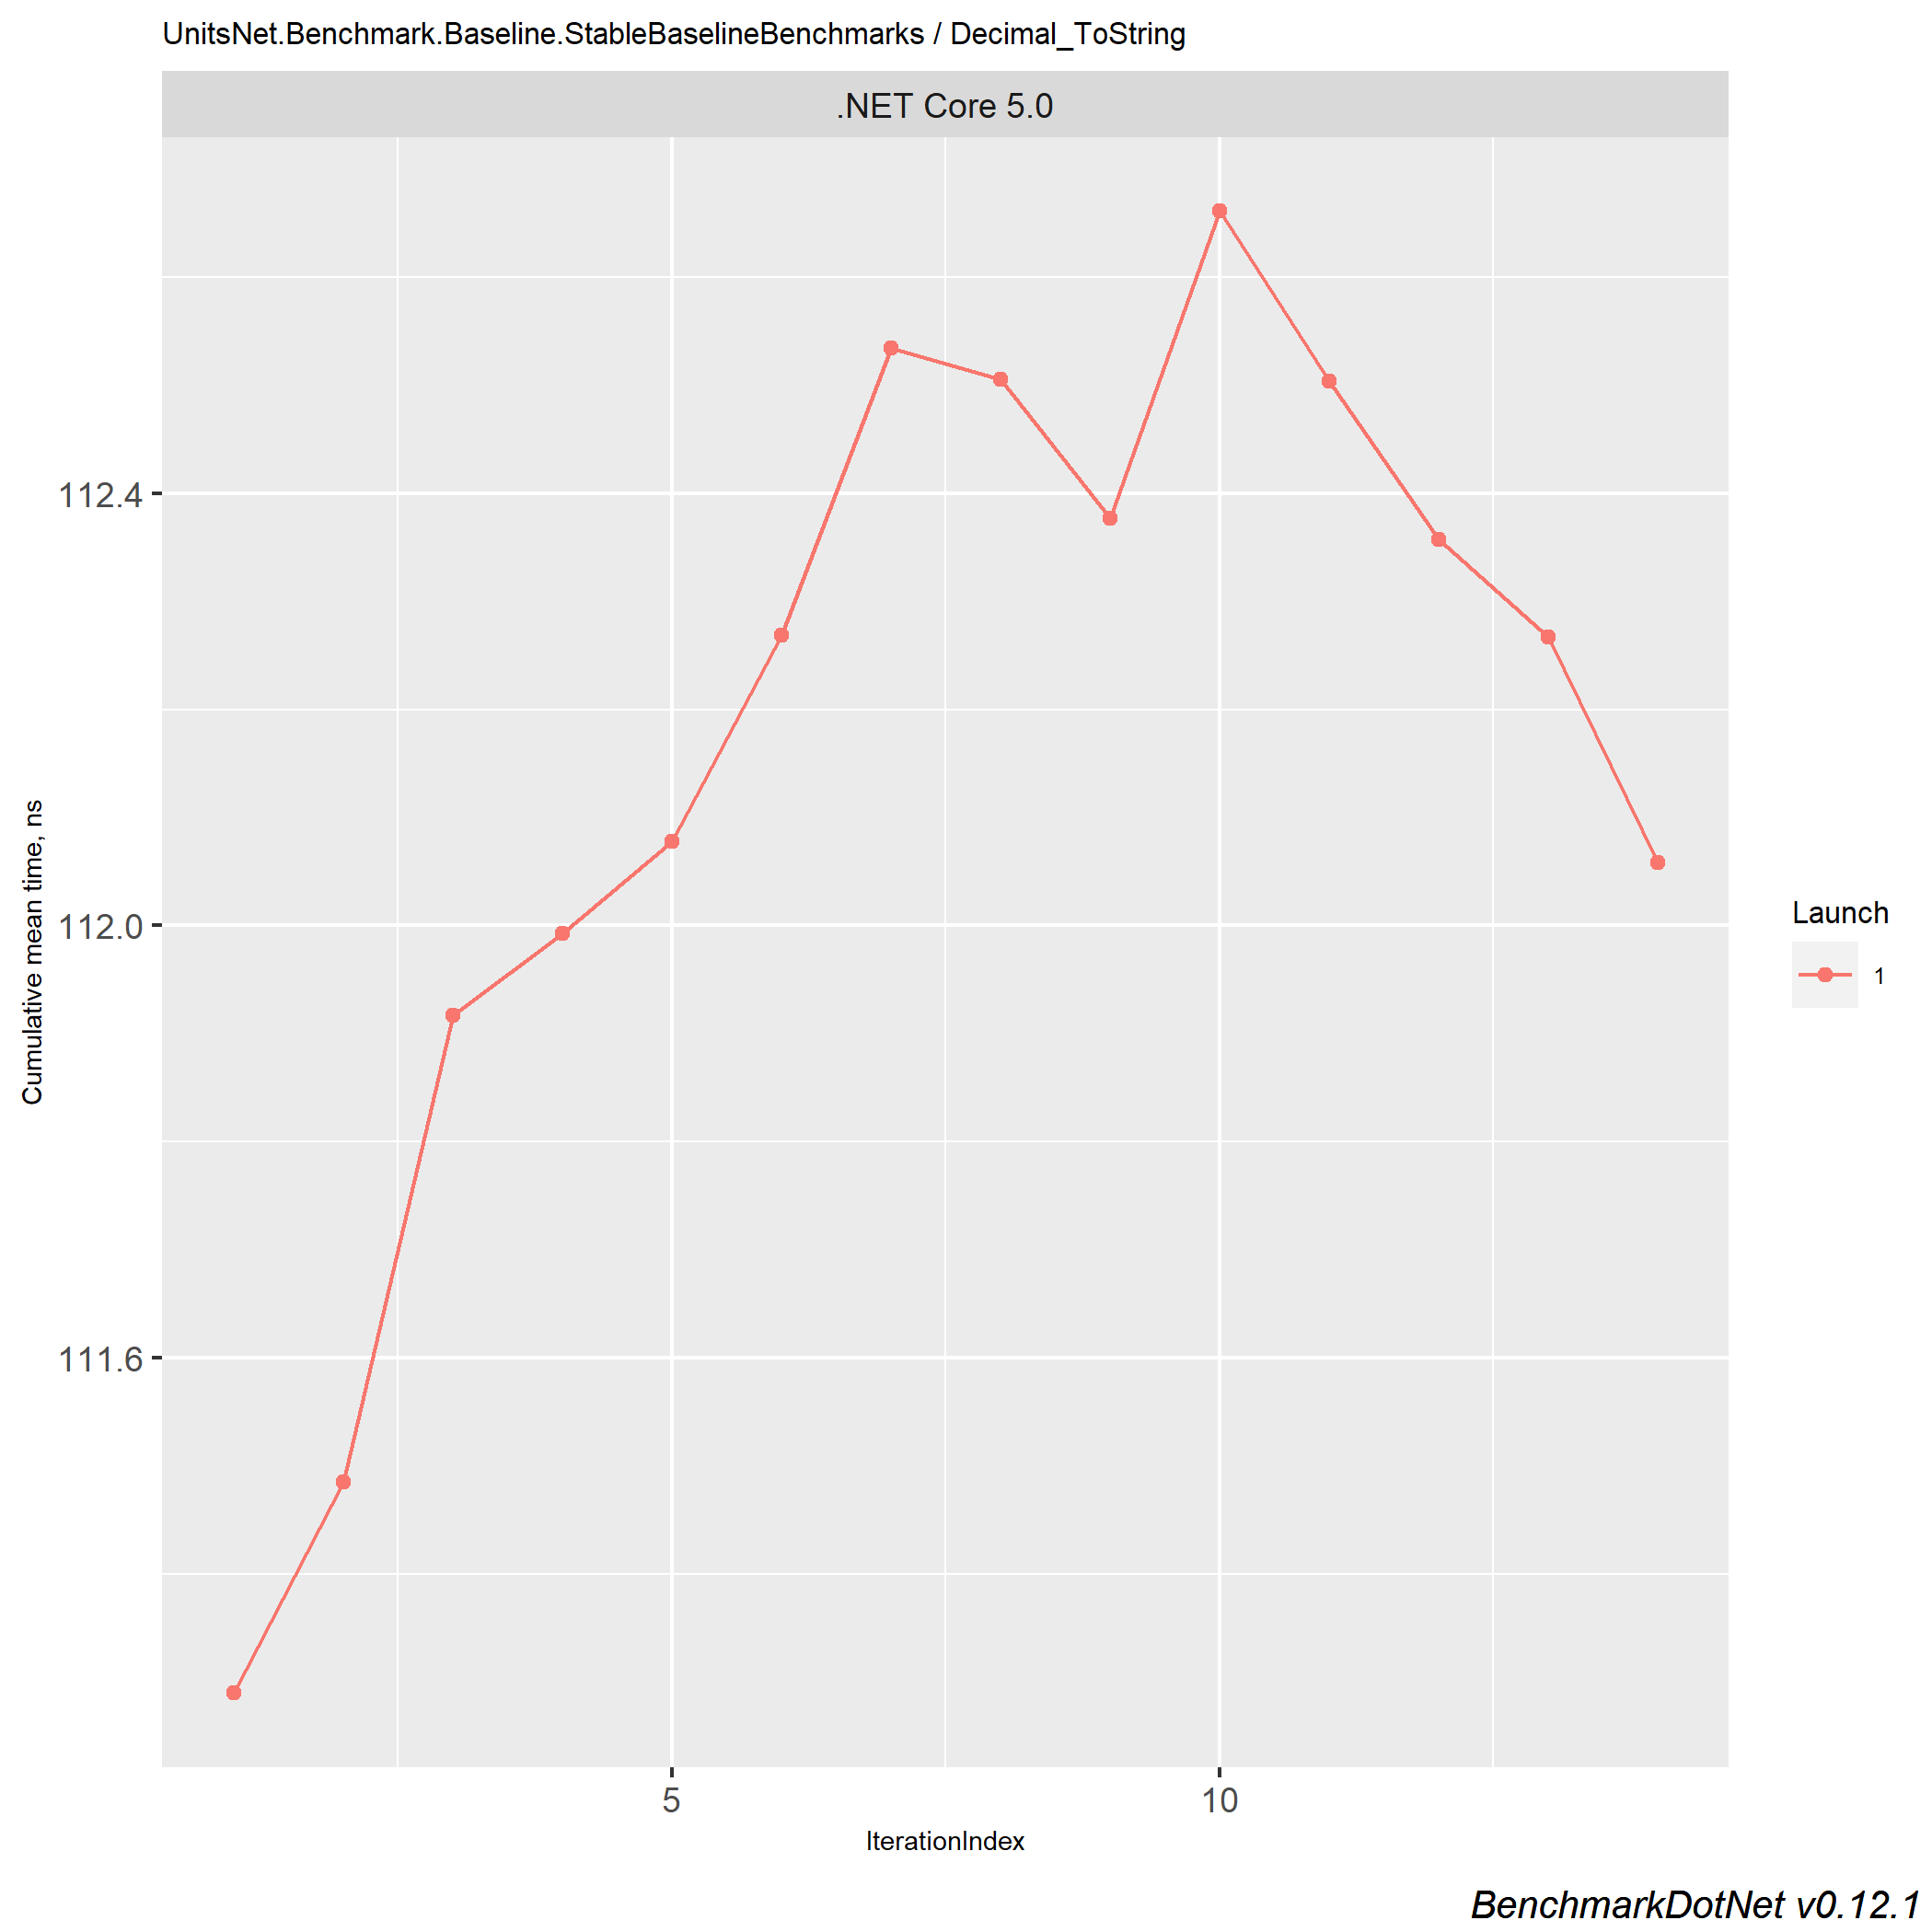 UnitsNet.Benchmark.Baseline.StableBaselineBenchmarks / Decimal_ToString
.NET Core 5.0
112.4
112.0
111.6
Cumulative mean time, ns
5
10
IterationIndex
Launch
1
BenchmarkDotNet v0.12.1